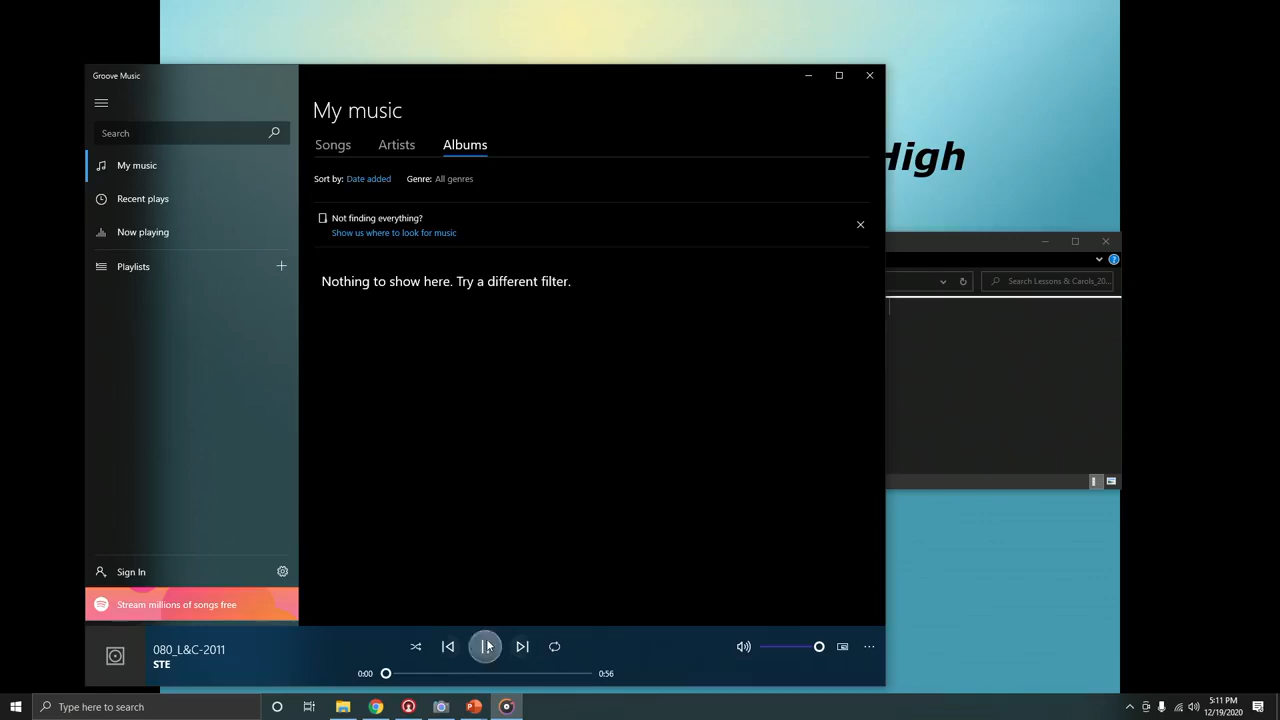 Groove Music
Search
My music
Recent plays
Now playing
Playlists
Sign In
Stream millions of songs free
My music
Songs Artists Albums
Sort by: Date added Genre: All genres
Not finding everything?
Show us where to look for music
Nothing to show here. Try a different filter.
High
Search Lessons & Carols_20...
080_L&C-2011
STE
0:00
0:56
Type here to search
5:11 PM
12/19/2020